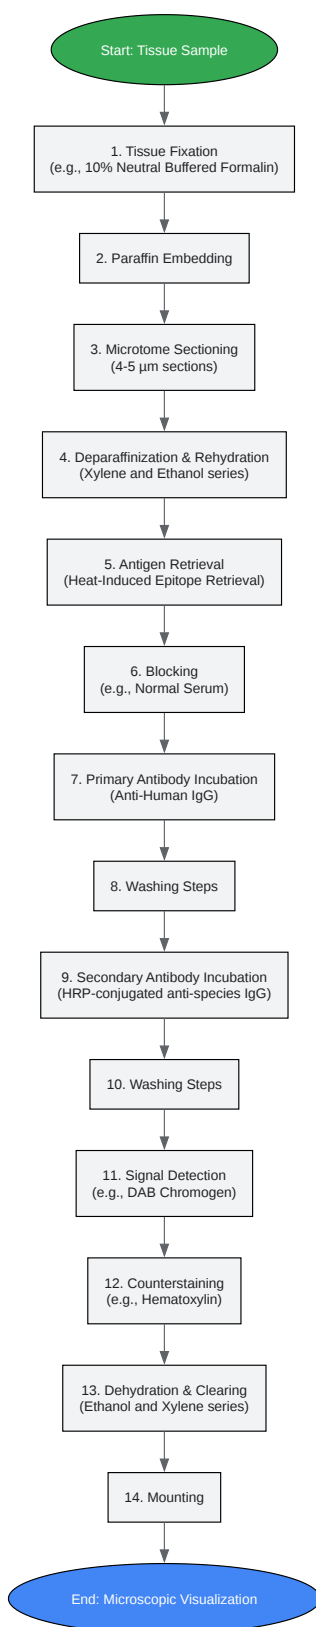 Start: Tissue Sample
1. Tissue Fixation
(e.g., 10% Neutral Buffered Formalin)
2. Paraffin Embedding
3. Microtome Sectioning
(4-5 µm sections)
4. Deparaffinization & Rehydration
(Xylene and Ethanol series)
5. Antigen Retrieval
(Heat-Induced Epitope Retrieval)
6. Blocking
(e.g., Normal Serum)
7. Primary Antibody Incubation
(Anti-Human IgG)
8. Washing Steps
9. Secondary Antibody Incubation
(HRP-conjugated anti-species IgG)
10. Washing Steps
11. Signal Detection
(e.g., DAB Chromogen)
12. Counterstaining
(e.g., Hematoxylin)
13. Dehydration & Clearing
(Ethanol and Xylene series)
14. Mounting
End: Microscopic Visualization